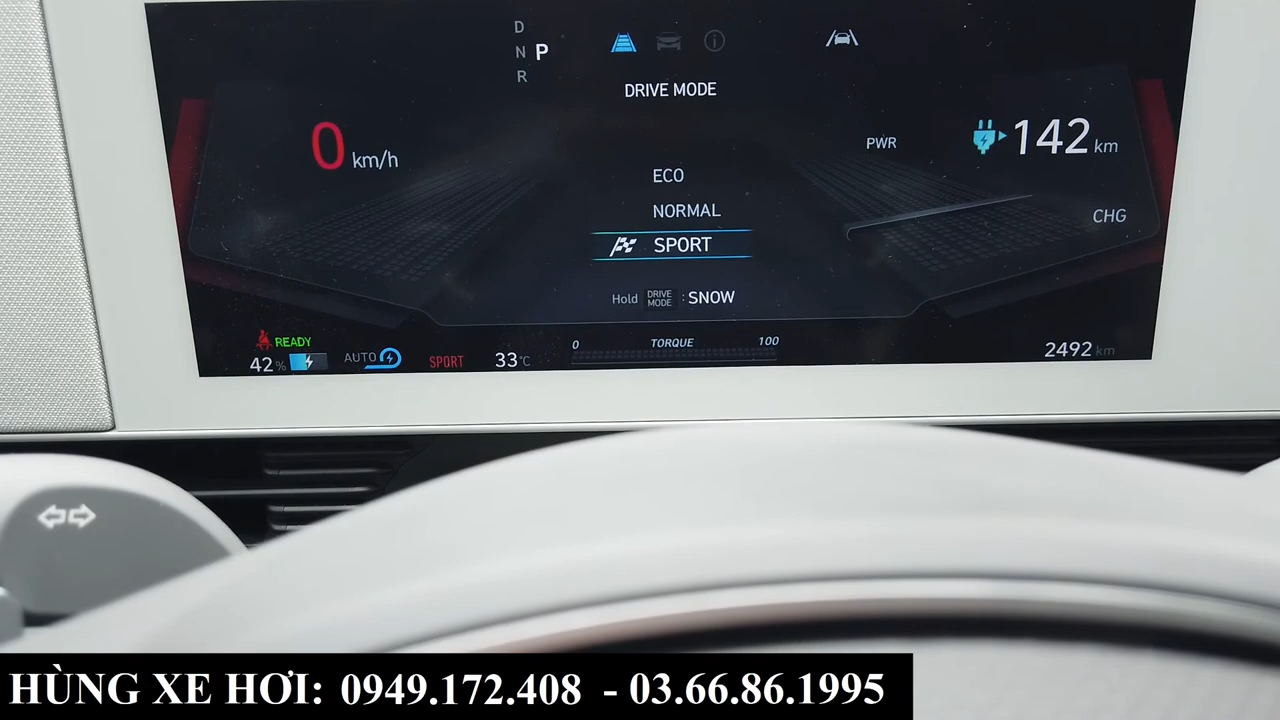 D
N P
R
DRIVE MODE
0 km/h
PWR
142 km
ECO
NORMAL
CHG
SPORT
Hold DRIVE MODE : SNOW
READY
42% AUTO SPORT 33°C
0 TORQUE 100
2492 km
HÙNG XE HƠI: 0949.172.408 - 03.66.86.1995